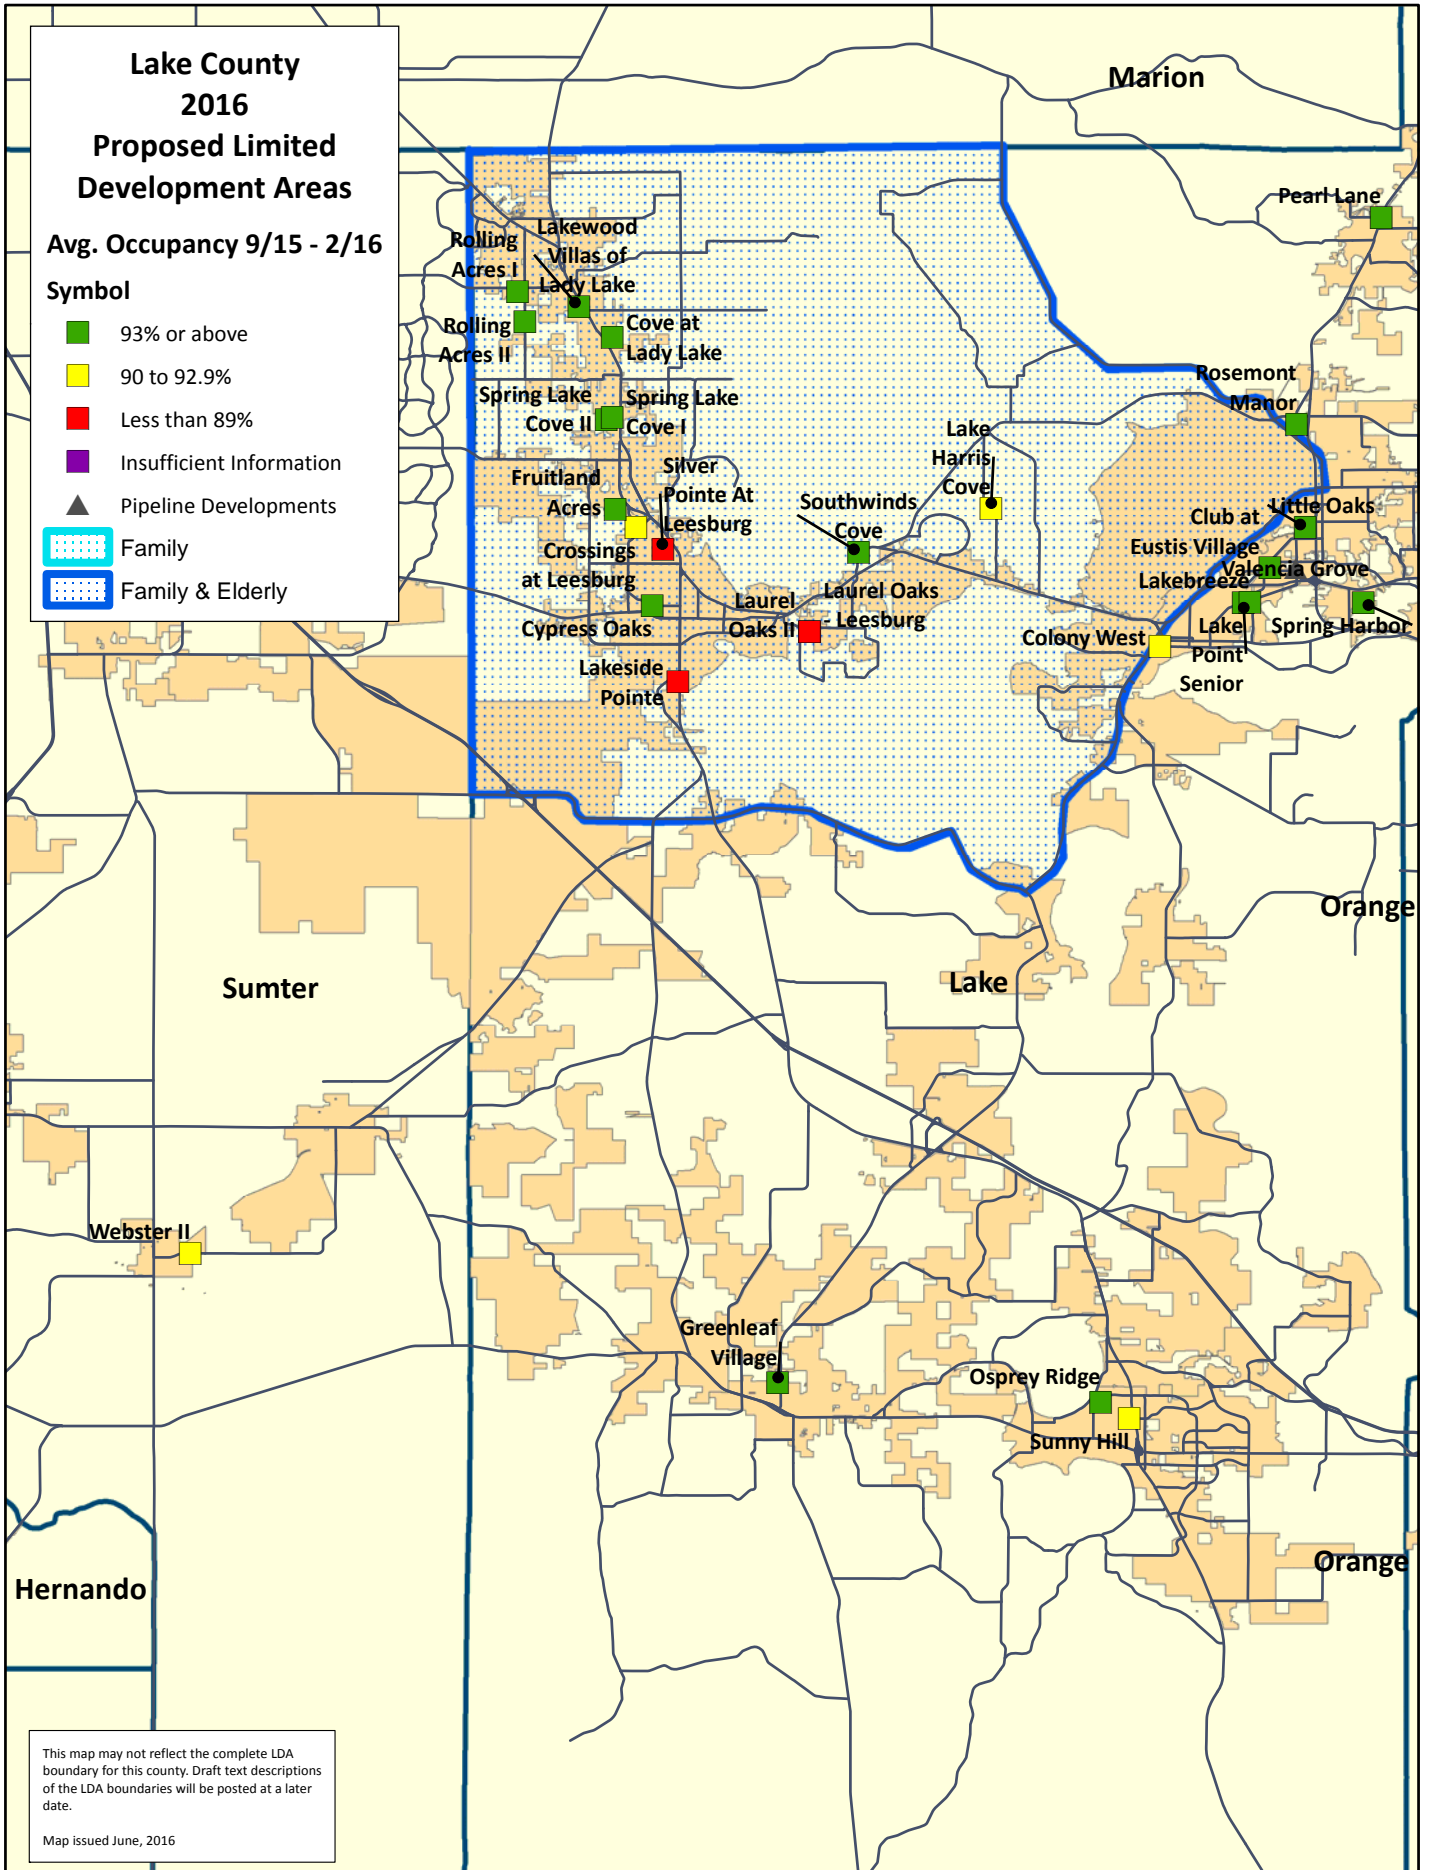 Lake County
2016
Proposed Limited
Development Areas
Avg. Occupancy 9/15 - 2/16
Symbol
93% or above
90 to 92.9%
Less than 89%
Insufficient Information
Pipeline Developments
Family
Family & Elderly
Marion
Pearl Lane
Lakewood
Villas of
Lady Lake
Rolling
Acres I
Rolling
Acres II
Cove at
Lady Lake
Spring Lake
Cove II
Spring Lake
Cove I
Rosemont
Manor
Lake
Harris
Cove
Silver
Pointe At
Leesburg
Fruitland
Acres
Southwinds
Cove
Little Oaks
Club at
Eustis Village
Crossings
at Leesburg
Valencia Grove
Lakebreeze
Laurel Oaks
- Leesburg
Laurel
Oaks II
Cypress Oaks
Colony West
Lake
Point
Senior
Spring Harbor
Lakeside
Pointe
Orange
Sumter
Lake
Webster II
Greenleaf
Village
Osprey Ridge
Sunny Hill
Orange
Hernando
This map may not reflect the complete LDA
boundary for this county. Draft text descriptions
of the LDA boundaries will be posted at a later
date.
Map issued June, 2016